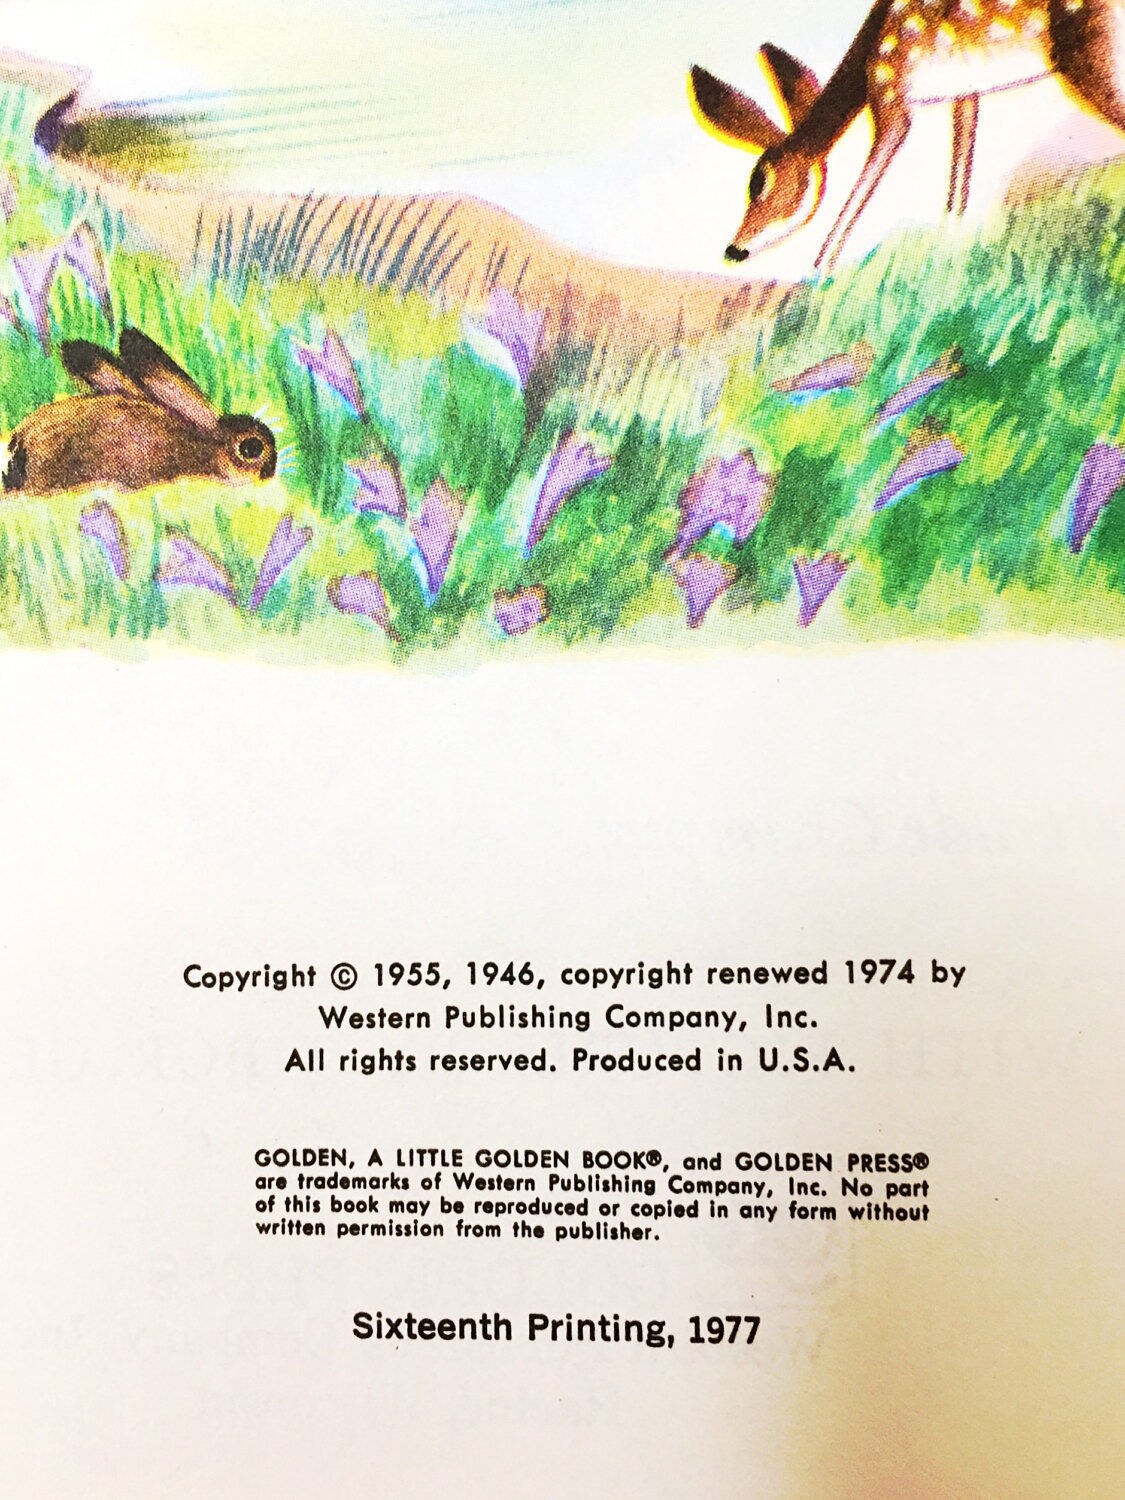 Copyright © 1955, 1946, copyright renewed 1974 by
Western Publishing Company, Inc.
All rights reserved. Produced in U.S.A.
GOLDEN, A LITTLE GOLDEN BOOK®, and GOLDEN PRESS®
are trademarks of Western Publishing Company, Inc. No part
of this book may be reproduced or copied in any form without
written permission from the publisher.
Sixteenth Printing, 1977